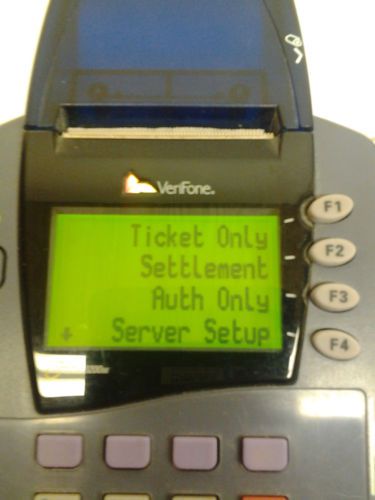 VeriFone.
Ticket Only
F1
Settlement
F2
Auth Only
F3
Server Setup
F4